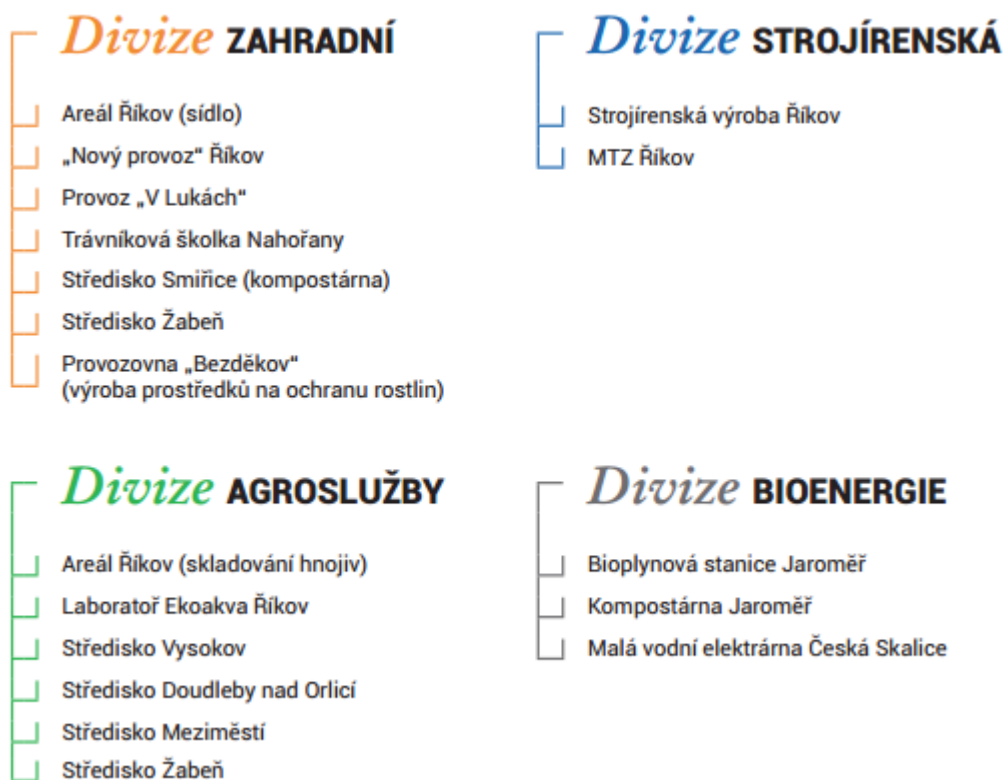 Divize ZAHRADNÍ
Areál Říkov (sídlo)
„Nový provoz“ Říkov
Provoz „V Lukách“
Trávníková školka Nahořany
Středisko Smiřice (kompostárna)
Středisko Žabeň
Provozovna „Bezděkov“
(výroba prostředků na ochranu rostlin)
Divize STROJÍRENSKÁ
Strojírenská výroba Říkov
MTZ Říkov
Divize AGROSLUŽBY
Areál Říkov (skladování hnojiv)
Laboratoř Ekoakva Říkov
Středisko Vysokov
Středisko Doudleby nad Orlicí
Středisko Meziměstí
Středisko Žabeň
Divize BIOENERGIE
Bioplynová stanice Jaroměř
Kompostárna Jaroměř
Malá vodní elektrárna Česká Skalice